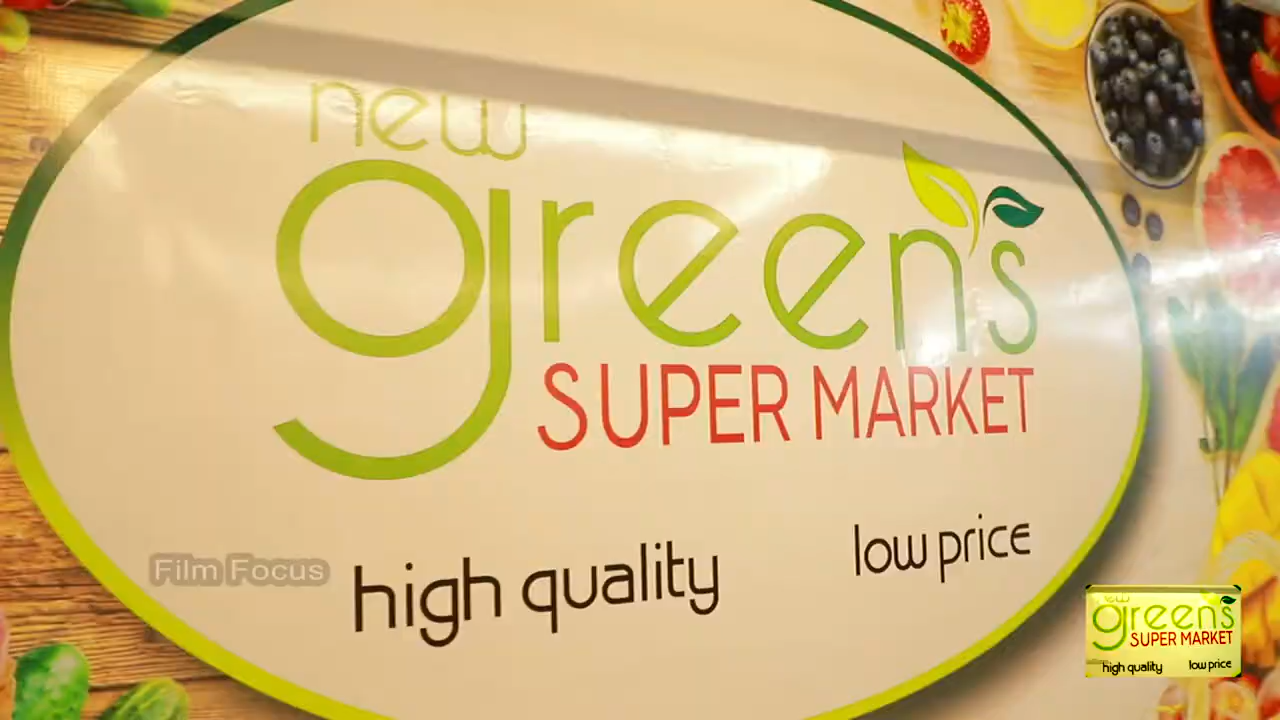 new
green's
SUPER MARKET
high quality
low price
Film Focus
new
green's
SUPER MARKET
high quality
low price